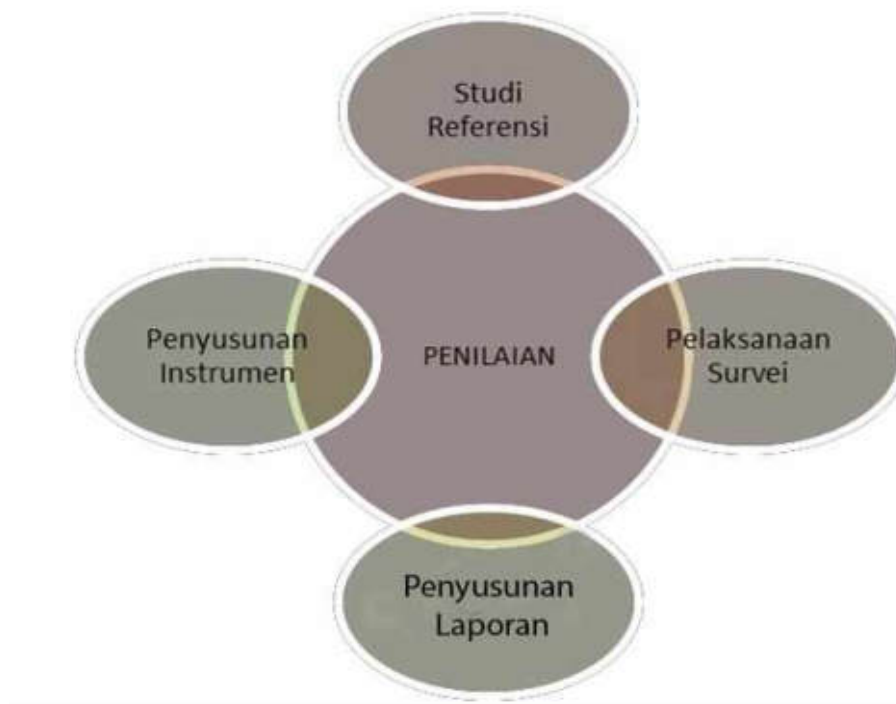 Studi
Referensi
Penyusunan
Instrumen
PENILAIAN
Pelaksanaan
Survei
Penyusunan
Laporan